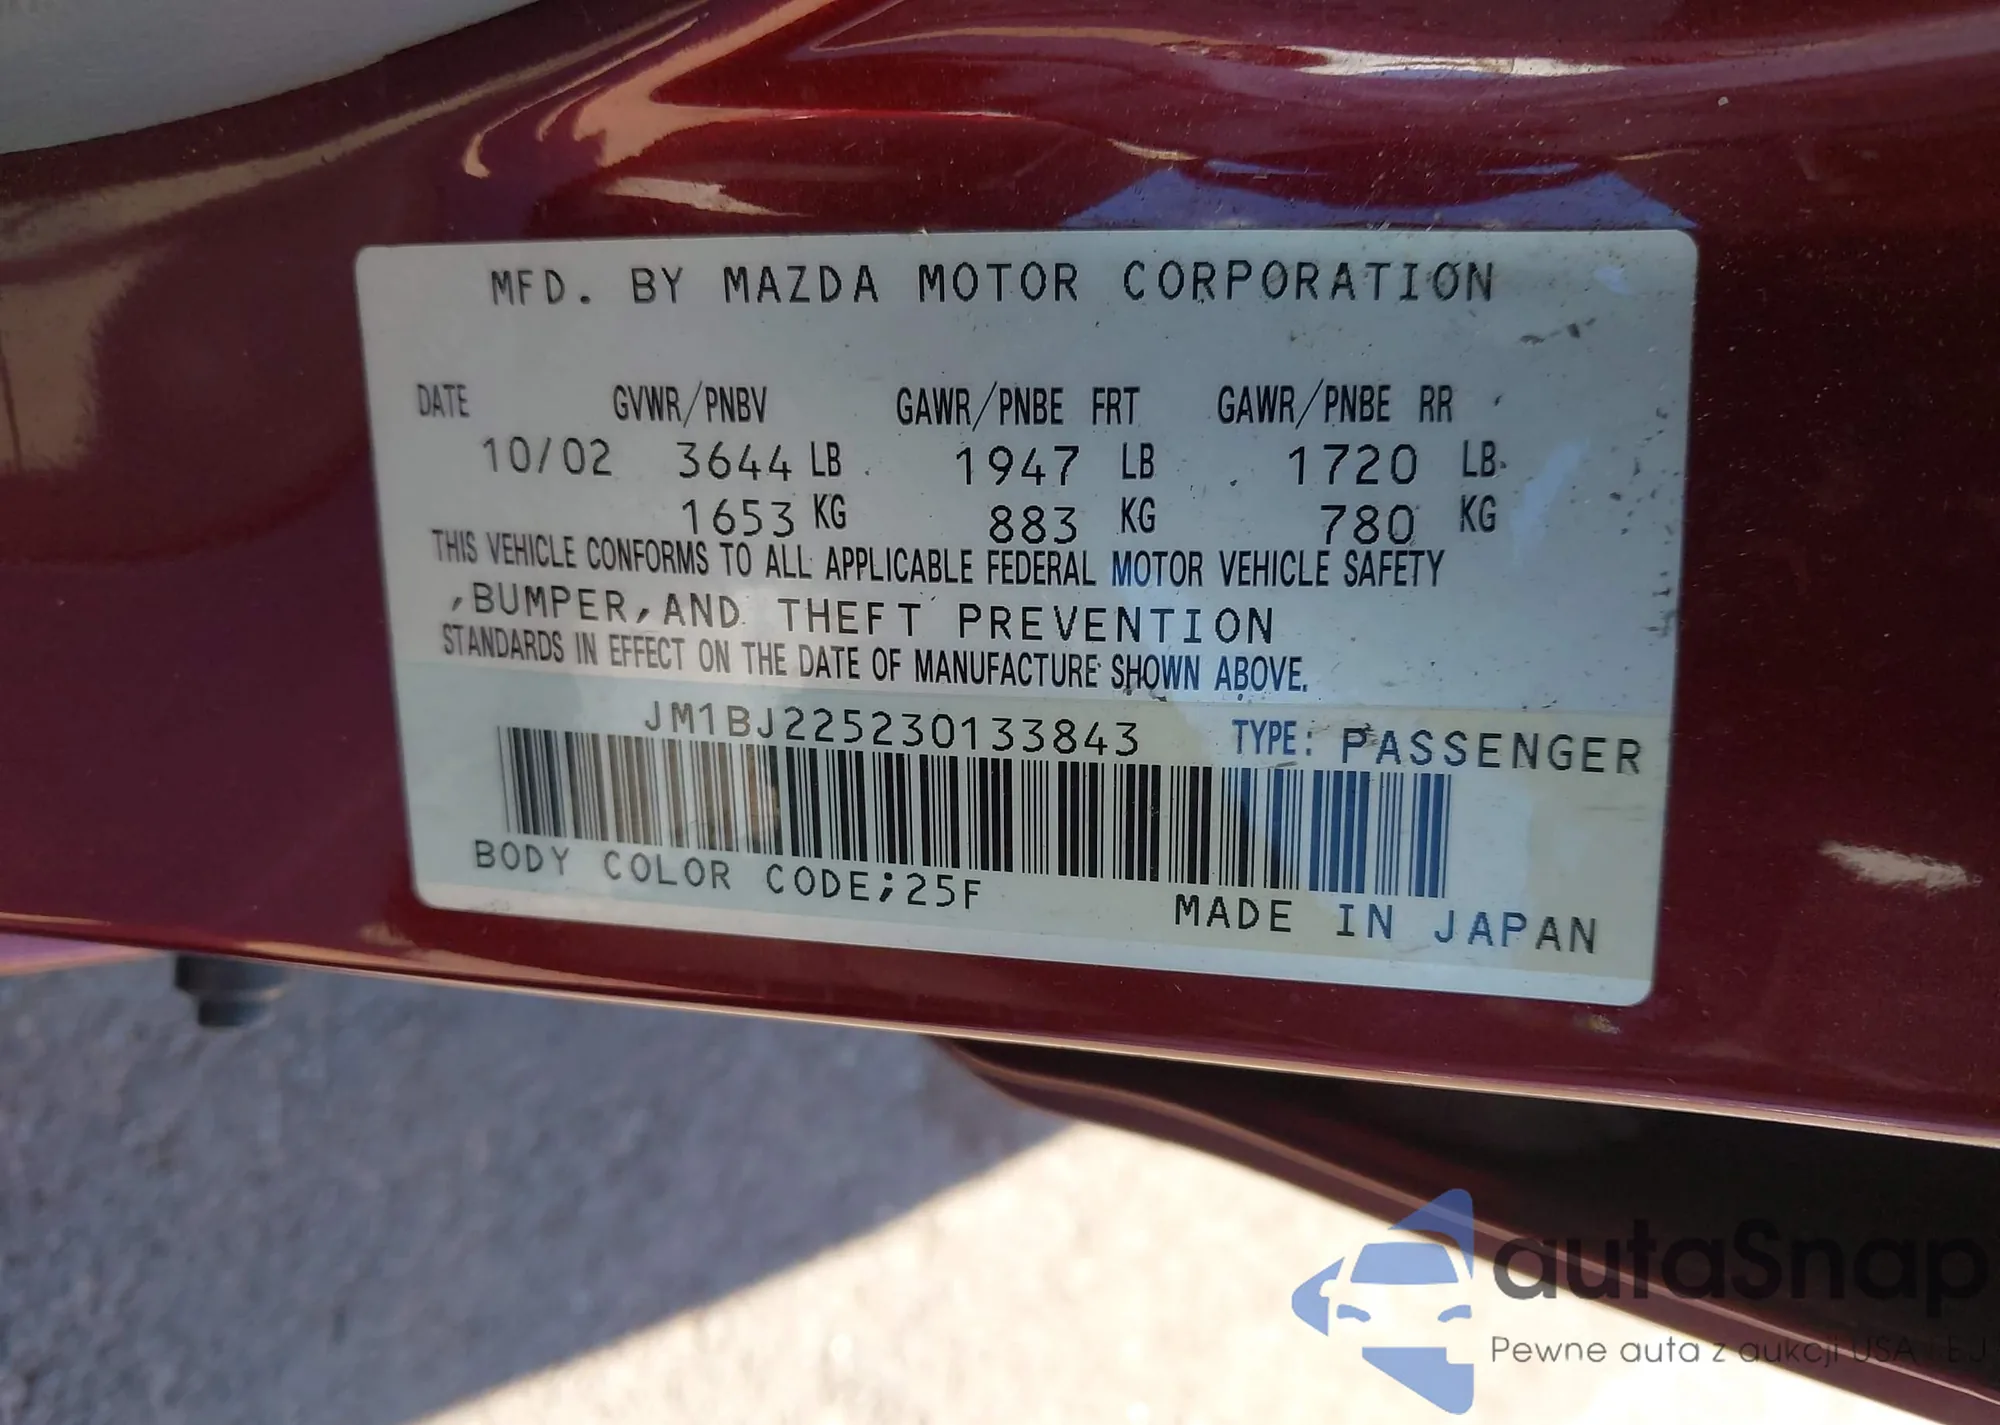 MFD. BY MAZDA MOTOR CORPORATION
DATE GVWR/PNBV GAWR/PNBE FRT GAWR/PNBE RR
10/02 3644 LB 1947 LB 1720 LB
1653 KG 883 KG 780 KG
THIS VEHICLE CONFORMS TO ALL APPLICABLE FEDERAL MOTOR VEHICLE SAFETY
,BUMPER,AND THEFT PREVENTION
STANDARDS IN EFFECT ON THE DATE OF MANUFACTURE SHOWN ABOVE.
JM1BJ225230133843 TYPE: PASSENGER
BODY COLOR CODE;25F
MADE IN JAPAN
autaSnap
Pewne auta z aukcji USA i EJ